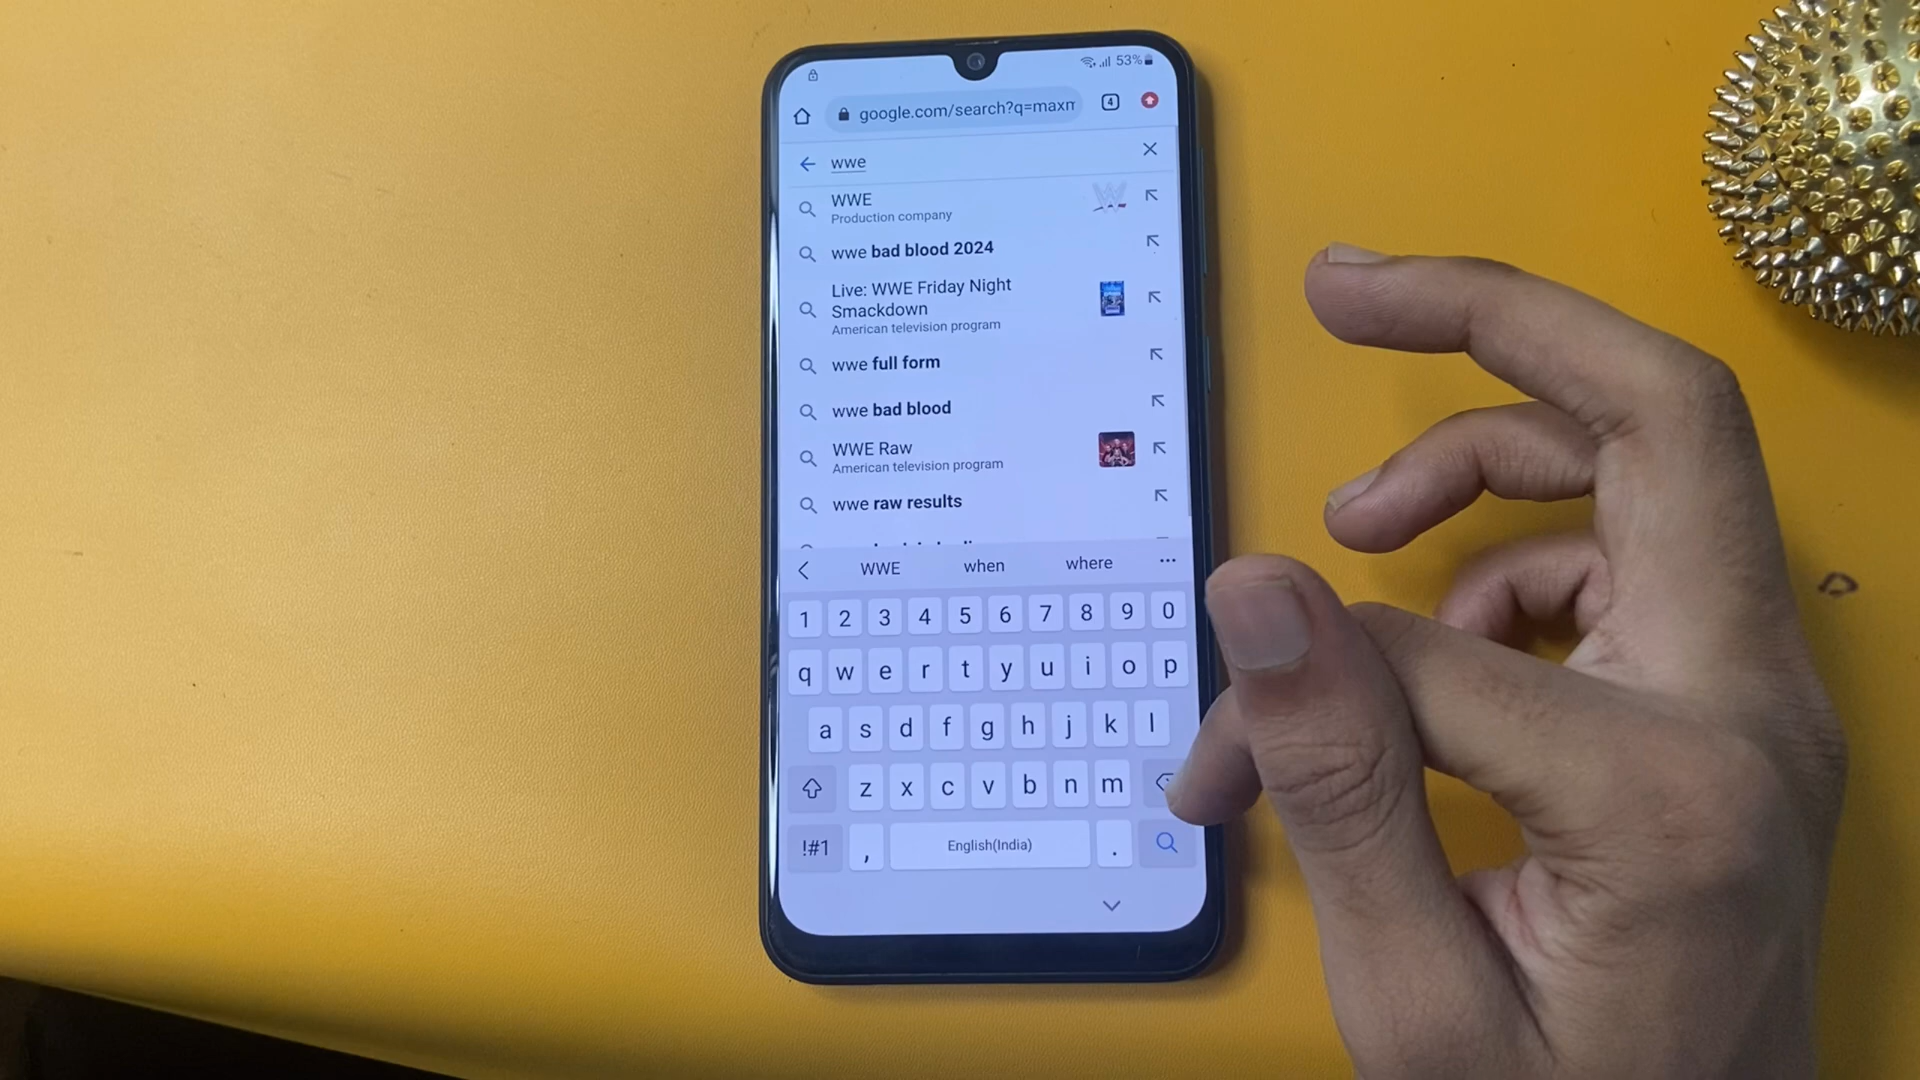 53%
google.com/search?q=maxm
4
wwe
WWE
Production company
wwe bad blood 2024
Live: WWE Friday Night
Smackdown
American television program
wwe full form
wwe bad blood
WWE Raw
American television program
wwe raw results
WWE when where
1 2 3 4 5 6 7 8 9 0
q w e r t y u i o p
a s d f g h j k l
z x c v b n m
!#1 , English(India) .